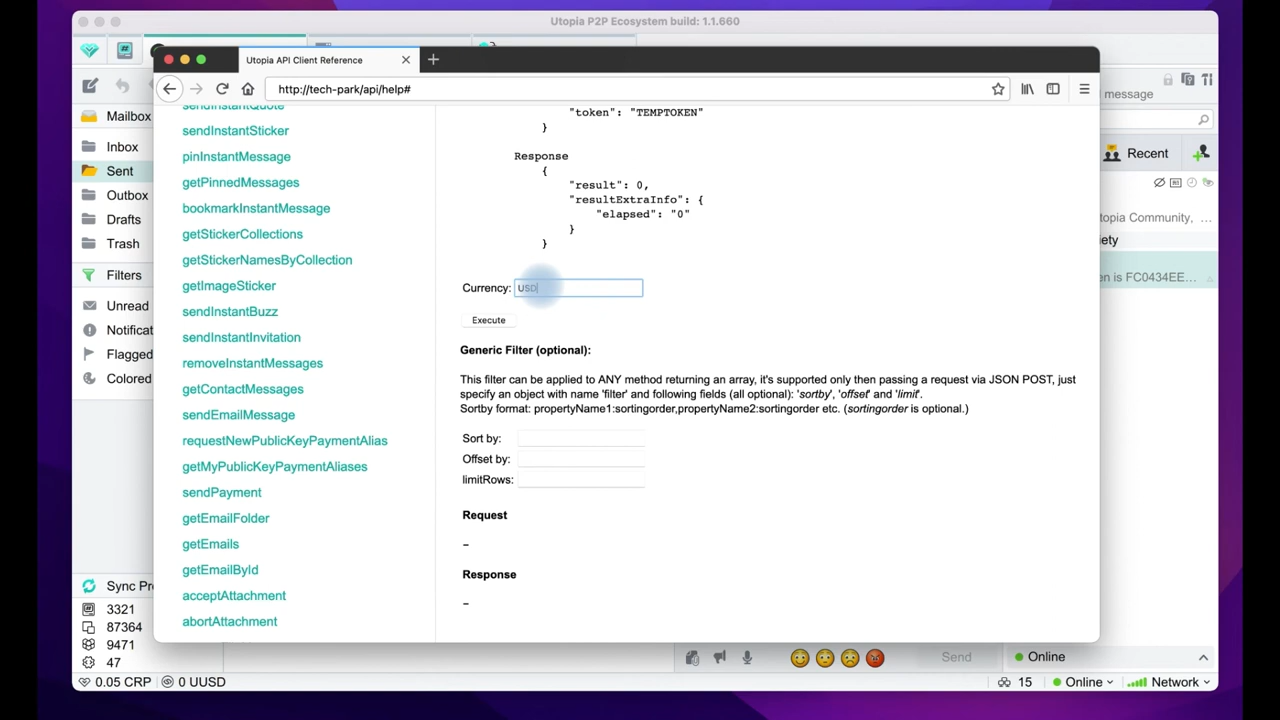 Utopia P2P Ecosystem build: 1.1.660
Utopia API Client Reference
http://tech-park/api/help#
message
Mailbox
Inbox
Sent
Outbox
Drafts
Trash
Filters
Unread
Notificat
Flagged
Colored
Recent
topia Community, ...
iety
en is FC0434EE...
sendInstantQuote
sendInstantSticker
pinInstantMessage
getPinnedMessages
bookmarkInstantMessage
getStickerCollections
getStickerNamesByCollection
getImageSticker
sendInstantBuzz
sendInstantInvitation
removeInstantMessages
getContactMessages
sendEmailMessage
requestNewPublicKeyPaymentAlias
getMyPublicKeyPaymentAliases
sendPayment
getEmailFolder
getEmails
getEmailById
acceptAttachment
abortAttachment
"token": "TEMPTOKEN"
}
Response
{
"result": 0,
"resultExtraInfo": {
"elapsed": "0"
}
}
Currency: USD
Execute
Generic Filter (optional):
This filter can be applied to ANY method returning an array, it's supported only then passing a request via JSON POST, just
specify an object with name 'filter' and following fields (all optional): 'sortby', 'offset' and 'limit'.
Sortby format: propertyName1:sortingorder,propertyName2:sortingorder etc. (sortingorder is optional.)
Sort by:
Offset by:
limitRows:
Request
–
Response
–
Sync Pr
3321
87364
9471
47
Send
Online
0.05 CRP
0 UUSD
15
Online
Network